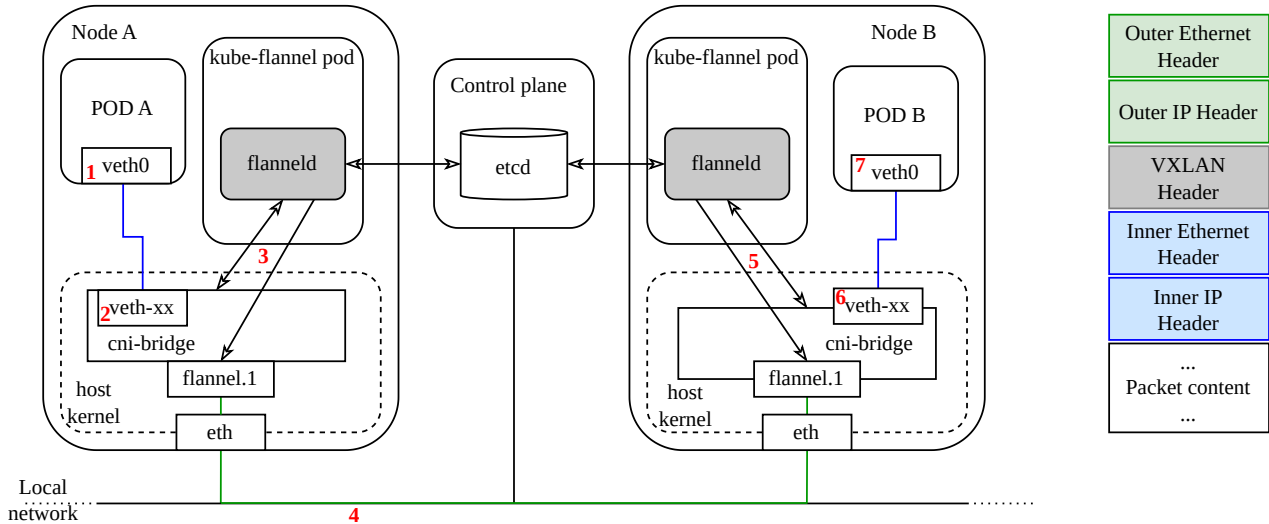 Node A
kube-flannel pod
POD A
1
veth0
flanneld
3
2
veth-xx
cni-bridge
flannel.1
host
kernel
eth
Control plane
etcd
Node B
kube-flannel pod
POD B
7
veth0
flanneld
5
6
veth-xx
cni-bridge
flannel.1
host
kernel
eth
Local
network
4
Outer Ethernet
Header
Outer IP Header
VXLAN
Header
Inner Ethernet
Header
Inner IP
Header
...
Packet content
...